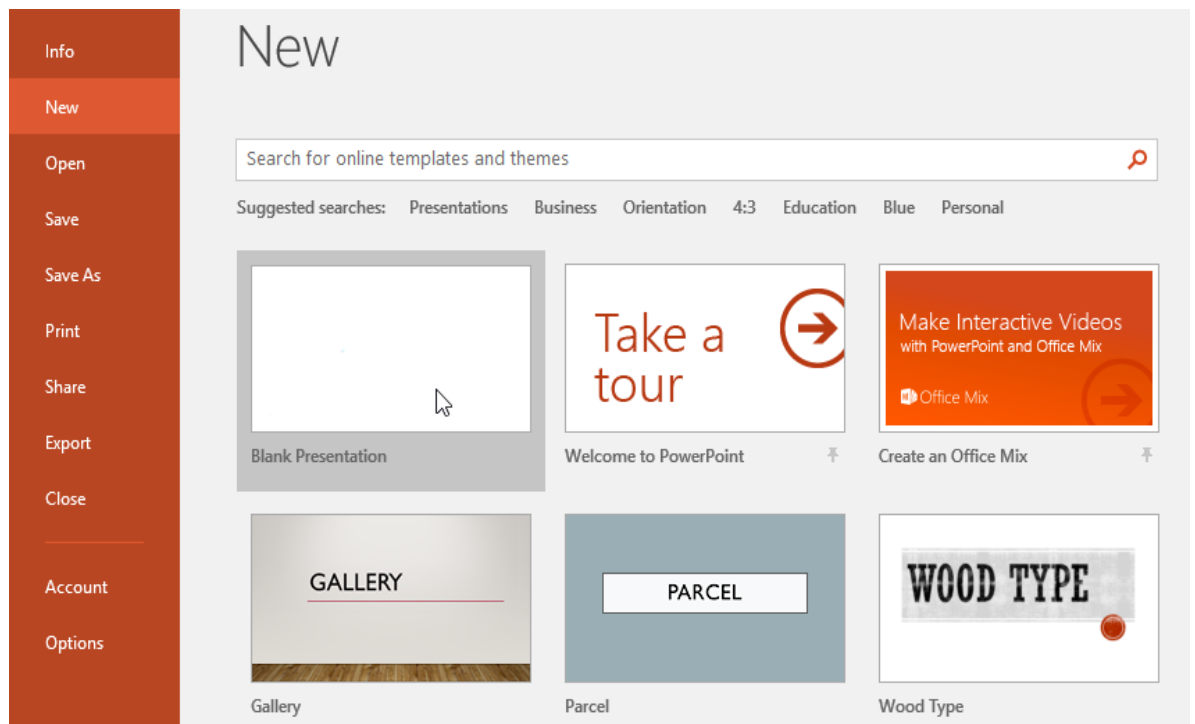 Info
New
Open
Save
Save As
Print
Share
Export
Close
Account
Options
New
Search for online templates and themes
Suggested searches: Presentations Business Orientation 4:3 Education Blue Personal
Blank Presentation
Take a
tour
Welcome to PowerPoint
Make Interactive Videos
with PowerPoint and Office Mix
Office Mix
Create an Office Mix
GALLERY
Gallery
PARCEL
Parcel
WOOD TYPE
Wood Type